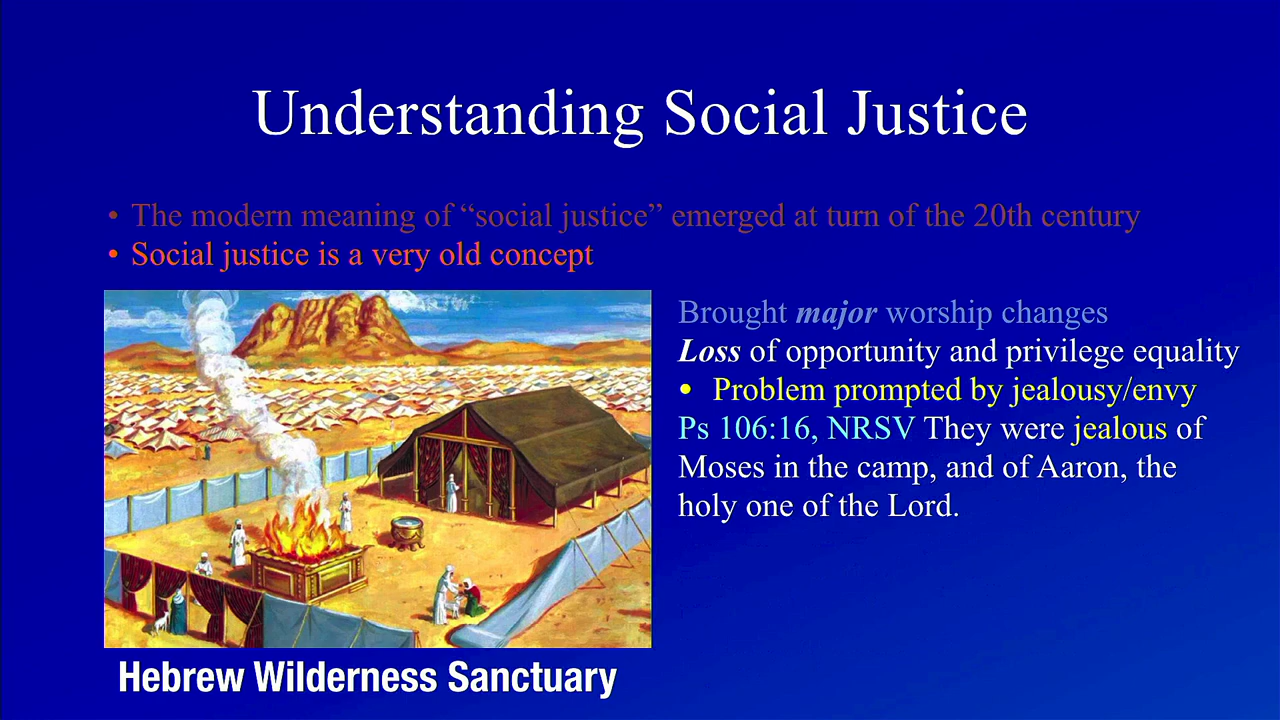 Understanding Social Justice
• The modern meaning of “social justice” emerged at turn of the 20th century
• Social justice is a very old concept
Brought major worship changes
Loss of opportunity and privilege equality
• Problem prompted by jealousy/envy
Ps 106:16, NRSV They were jealous of
Moses in the camp, and of Aaron, the
holy one of the Lord.
Hebrew Wilderness Sanctuary